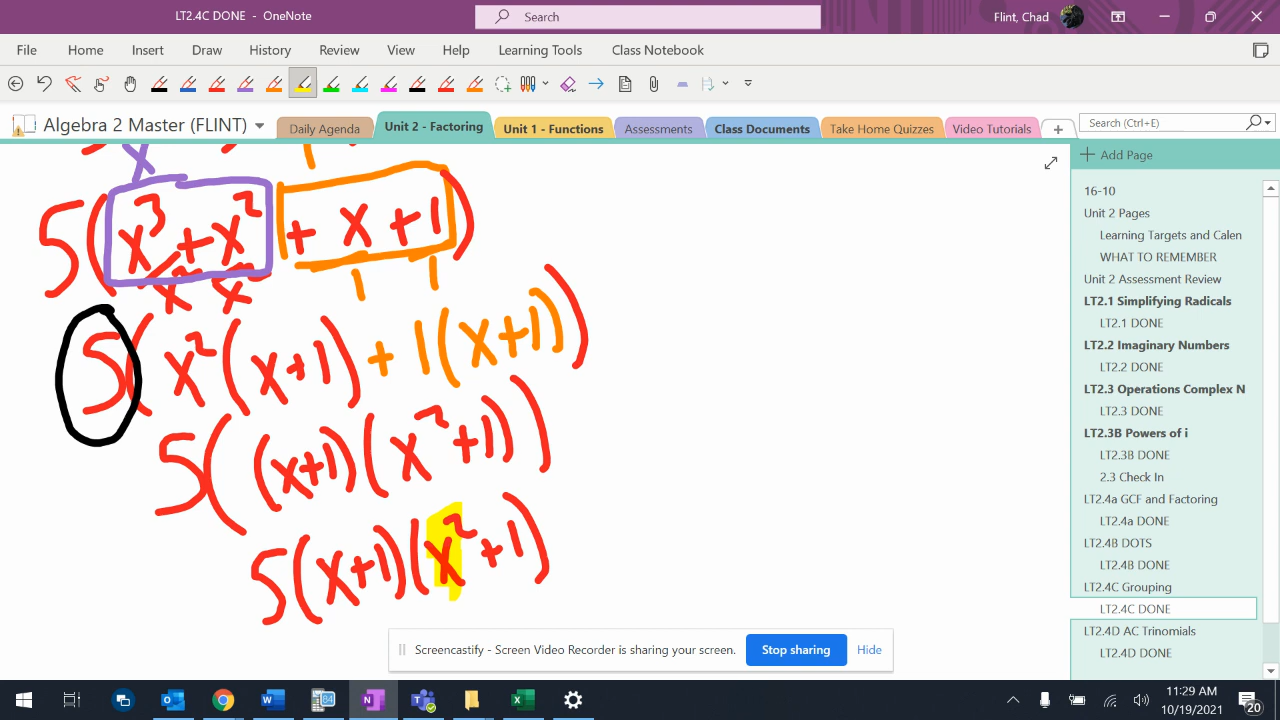 LT2.4C DONE - OneNote
Search
Flint, Chad
File Home Insert Draw History Review View Help Learning Tools Class Notebook
Algebra 2 Master (FLINT)
Daily Agenda
Unit 2 - Factoring
Unit 1 - Functions
Assessments
Class Documents
Take Home Quizzes
Video Tutorials
Search (Ctrl+E)
Add Page
16-10
Unit 2 Pages
Learning Targets and Calen
WHAT TO REMEMBER
Unit 2 Assessment Review
LT2.1 Simplifying Radicals
LT2.1 DONE
LT2.2 Imaginary Numbers
LT2.2 DONE
LT2.3 Operations Complex N
LT2.3 DONE
LT2.3B Powers of i
LT2.3B DONE
2.3 Check In
LT2.4a GCF and Factoring
LT2.4a DONE
LT2.4B DOTS
LT2.4B DONE
LT2.4C Grouping
LT2.4C DONE
LT2.4D AC Trinomials
LT2.4D DONE
5(x³+x² + x +1)
x² x² 1 1
5(x²(x+1) + 1(x+1))
5((x+1)(x²+1))
5(x+1)(x²+1)
Screencastify - Screen Video Recorder is sharing your screen.
Stop sharing
Hide
84
11:29 AM
10/19/2021
20